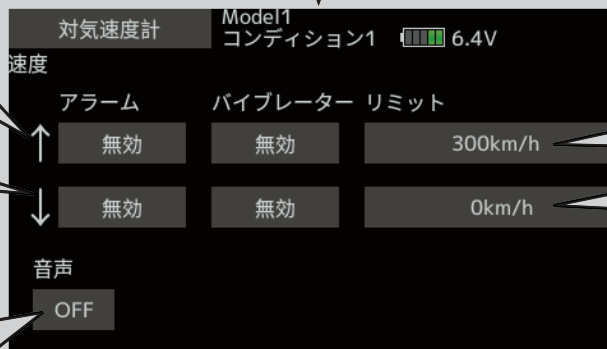 対気速度計
Model1
コンディション1 6.4V
速度
アラーム バイブレーター リミット
↑ 無効 無効 300km/h
↓ 無効 無効 0km/h
音声
OFF